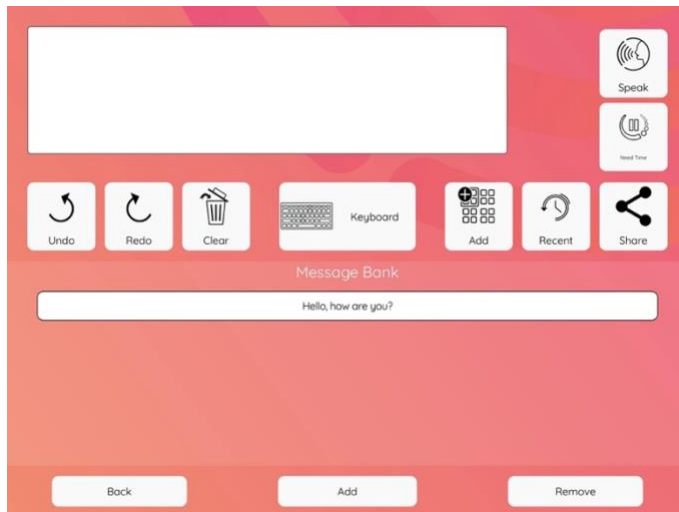 Speak
Need Time
Undo
Redo
Clear
Keyboard
Add
Recent
Share
Message Bank
Hello, how are you?
Back
Add
Remove